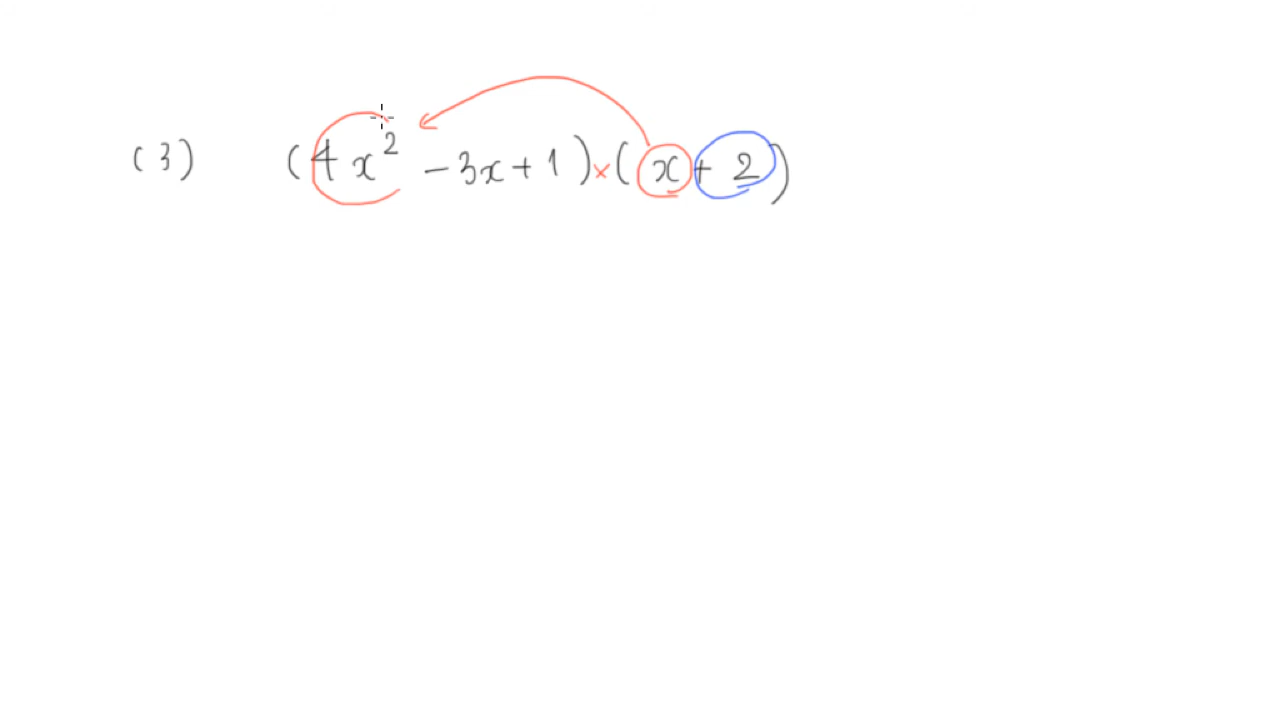 (3) (4x² - 3x + 1) × (x + 2)